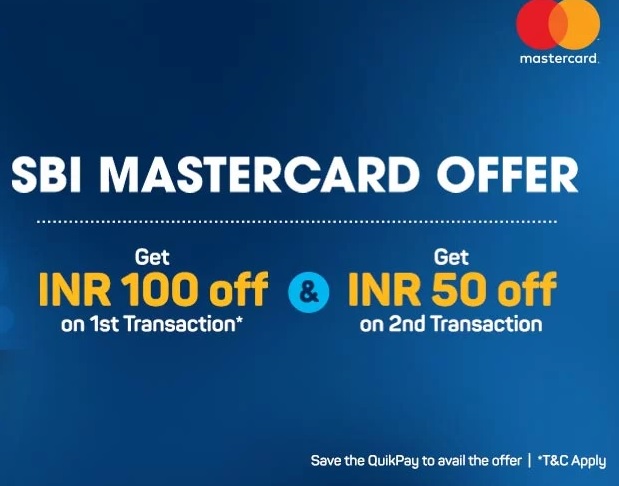 mastercard.
SBI MASTERCARD OFFER
Get
INR 100 off
on 1st Transaction*
&
Get
INR 50 off
on 2nd Transaction
Save the QuikPay to avail the offer | *T&C Apply